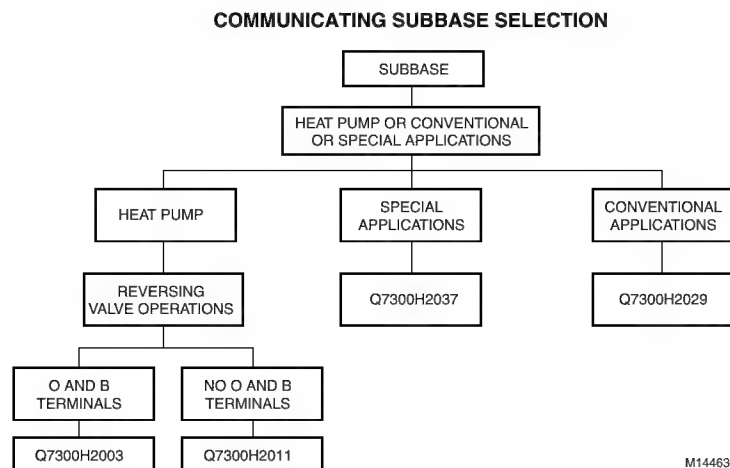 COMMUNICATING SUBBASE SELECTION
SUBBASE
HEAT PUMP OR CONVENTIONAL
OR SPECIAL APPLICATIONS
HEAT PUMP
SPECIAL
APPLICATIONS
CONVENTIONAL
APPLICATIONS
REVERSING
VALVE OPERATIONS
Q7300H2037
Q7300H2029
O AND B
TERMINALS
NO O AND B
TERMINALS
Q7300H2003
Q7300H2011
M14463